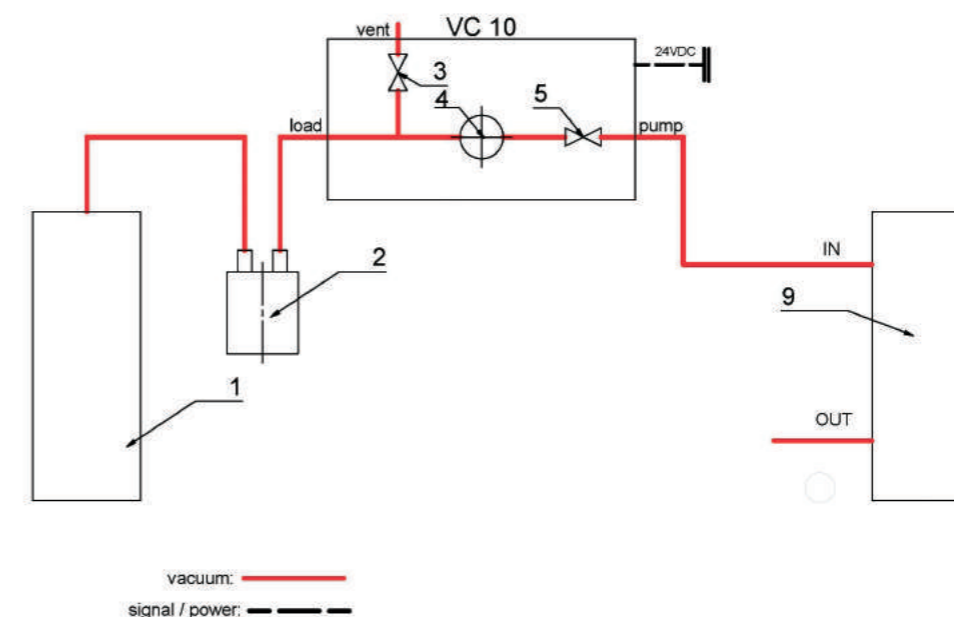 vent
VC 10
24VDC
3
4
5
load
pump
2
IN
9
1
OUT
vacuum:
signal / power: